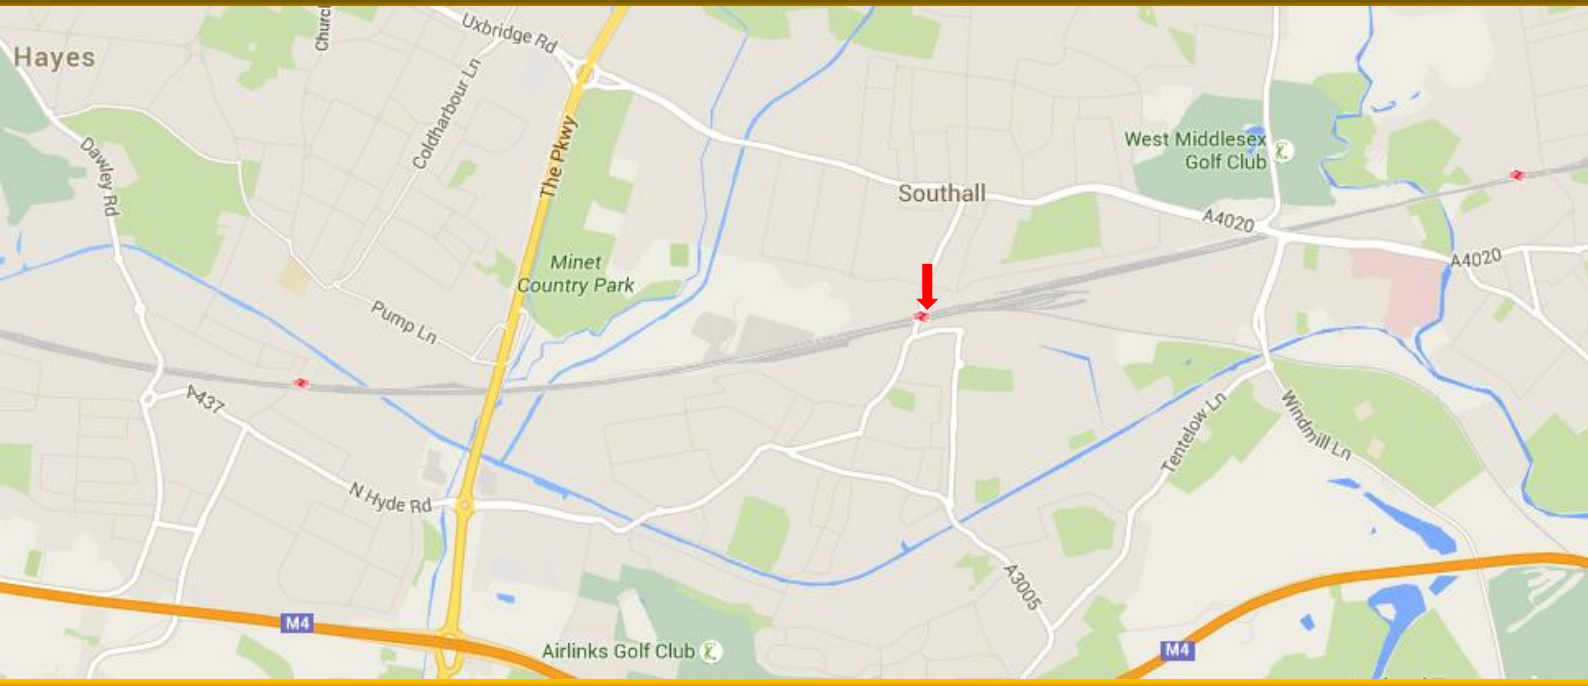 Hayes
Churc
Uxbridge Rd
Coldharbour Ln
The Pkwy
Dawley Rd
West Middlesex
Golf Club
Southall
A4020
A4020
Minet
Country Park
Pump Ln
A437
N Hyde Rd
Tentelow Ln
Windmill Ln
A3005
M4
Airlinks Golf Club
M4